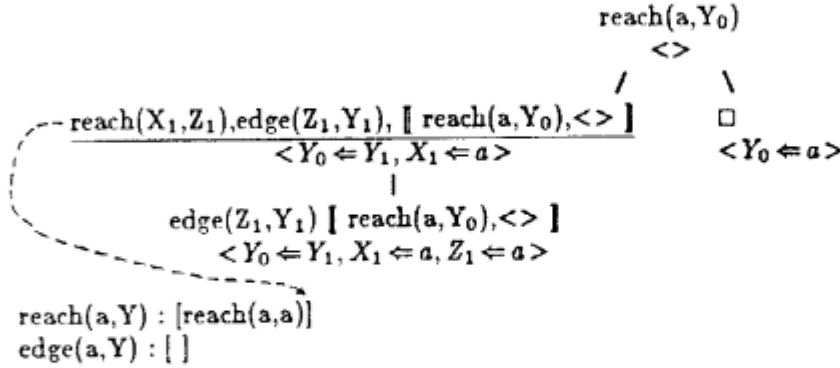 reach(a,Y₀)
<>
reach(X₁,Z₁),edge(Z₁,Y₁), [ reach(a,Y₀),<> ]
□
<Y₀ ⇐ Y₁, X₁ ⇐ a>
<Y₀ ⇐ a>
edge(Z₁,Y₁) [ reach(a,Y₀),<> ]
<Y₀ ⇐ Y₁, X₁ ⇐ a, Z₁ ⇐ a>
reach(a,Y) : [reach(a,a)]
edge(a,Y) : [ ]